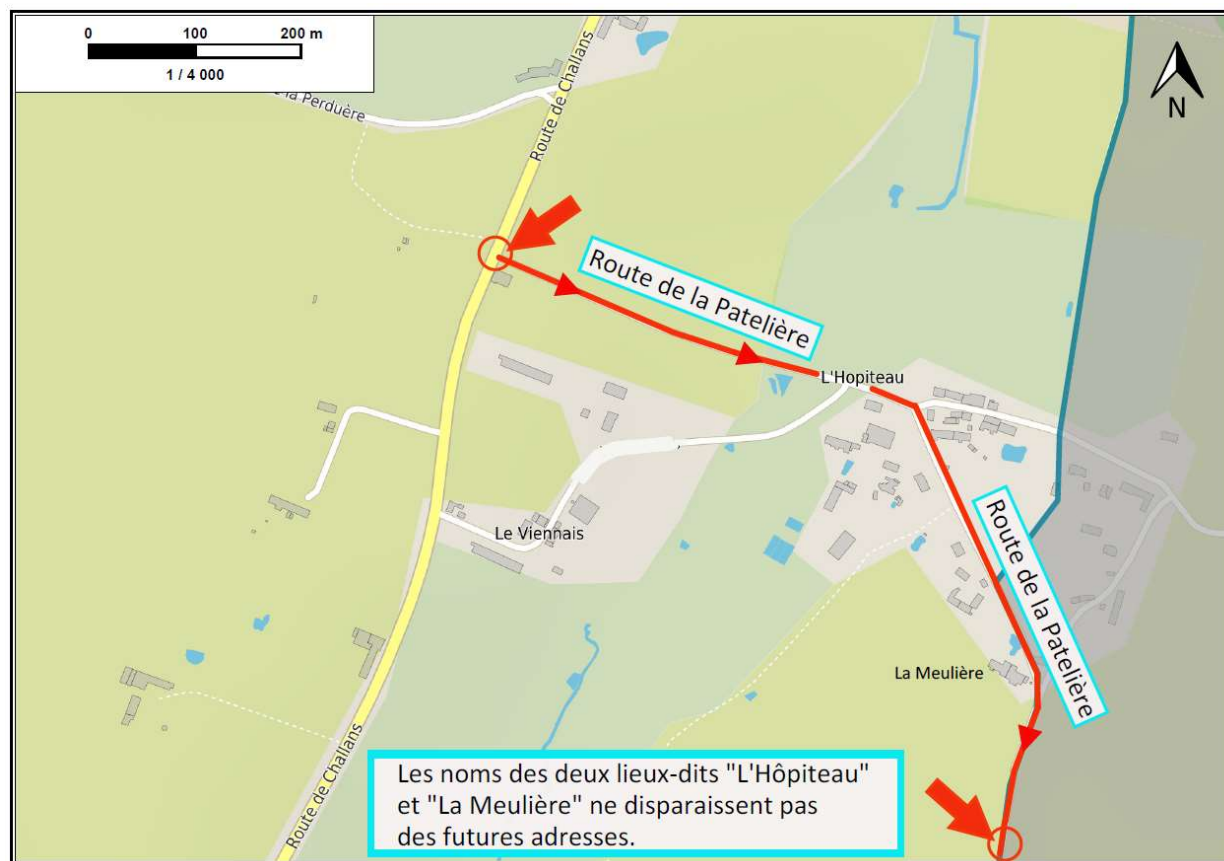 0 100 200 m
1 / 4 000
la Perduère
Route de Challans
N
Route de la Patelière
L'Hopiteau
Le Viennais
Route de la Patelière
La Meulière
Route de Challans
Les noms des deux lieux-dits "L'Hôpiteau"
et "La Meulière" ne disparaissent pas
des futures adresses.